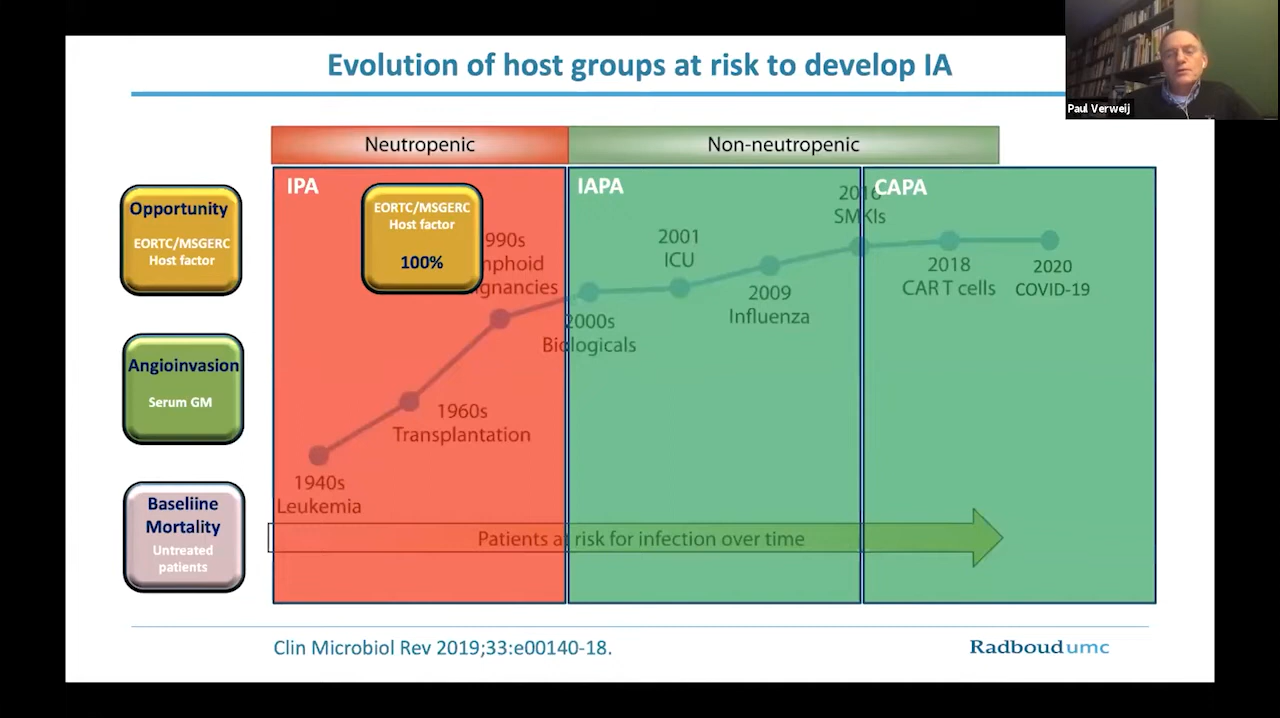 Evolution of host groups at risk to develop IA
Paul Verweij
Neutropenic
Non-neutropenic
IPA
IAPA
CAPA
Opportunity
EORTC/MSGERC
Host factor
EORTC/MSGERC
Host factor
100%
Angioinvasion
Serum GM
Baseliine
Mortality
Untreated
patients
1940s
Leukemia
1960s
Transplantation
990s
2000s
Biologicals
2001
ICU
2009
Influenza
2016
SMKIs
2018
CAR T cells
2020
COVID-19
Patients at risk for infection over time
Clin Microbiol Rev 2019;33:e00140-18.
Radboudumc